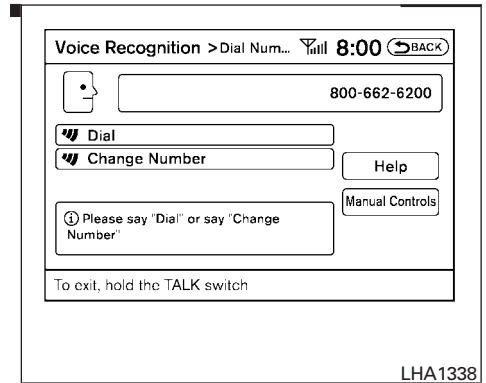 Voice Recognition >Dial Num... 8:00 BACK
800-662-6200
Dial
Change Number
Help
Manual Controls
ⓘ Please say "Dial" or say "Change
Number"
To exit, hold the TALK switch
LHA1338